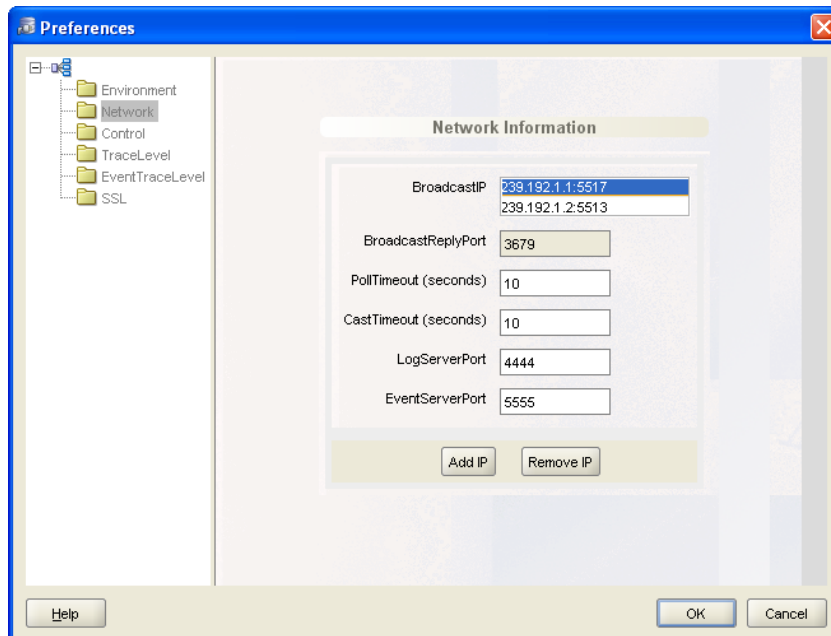 Preferences
Environment
Network
Control
TraceLevel
EventTraceLevel
SSL
Network Information
BroadcastIP 239.192.1.1:5517
239.192.1.2:5513
BroadcastReplyPort 3679
PollTimeout (seconds) 10
CastTimeout (seconds) 10
LogServerPort 4444
EventServerPort 5555
Add IP Remove IP
Help OK Cancel